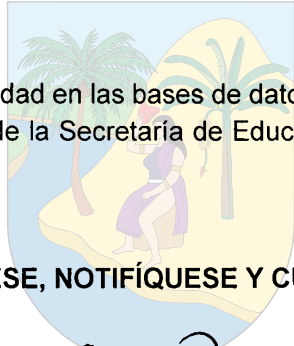 dad en las bases de dato
de la Secretaría de Educ
ESE, NOTIFÍQUESE Y CU